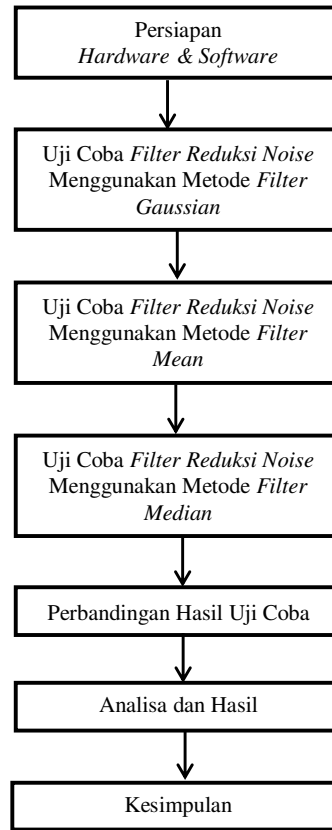 Persiapan
Hardware & Software
Uji Coba Filter Reduksi Noise
Menggunakan Metode Filter
Gaussian
Uji Coba Filter Reduksi Noise
Menggunakan Metode Filter
Mean
Uji Coba Filter Reduksi Noise
Menggunakan Metode Filter
Median
Perbandingan Hasil Uji Coba
Analisa dan Hasil
Kesimpulan